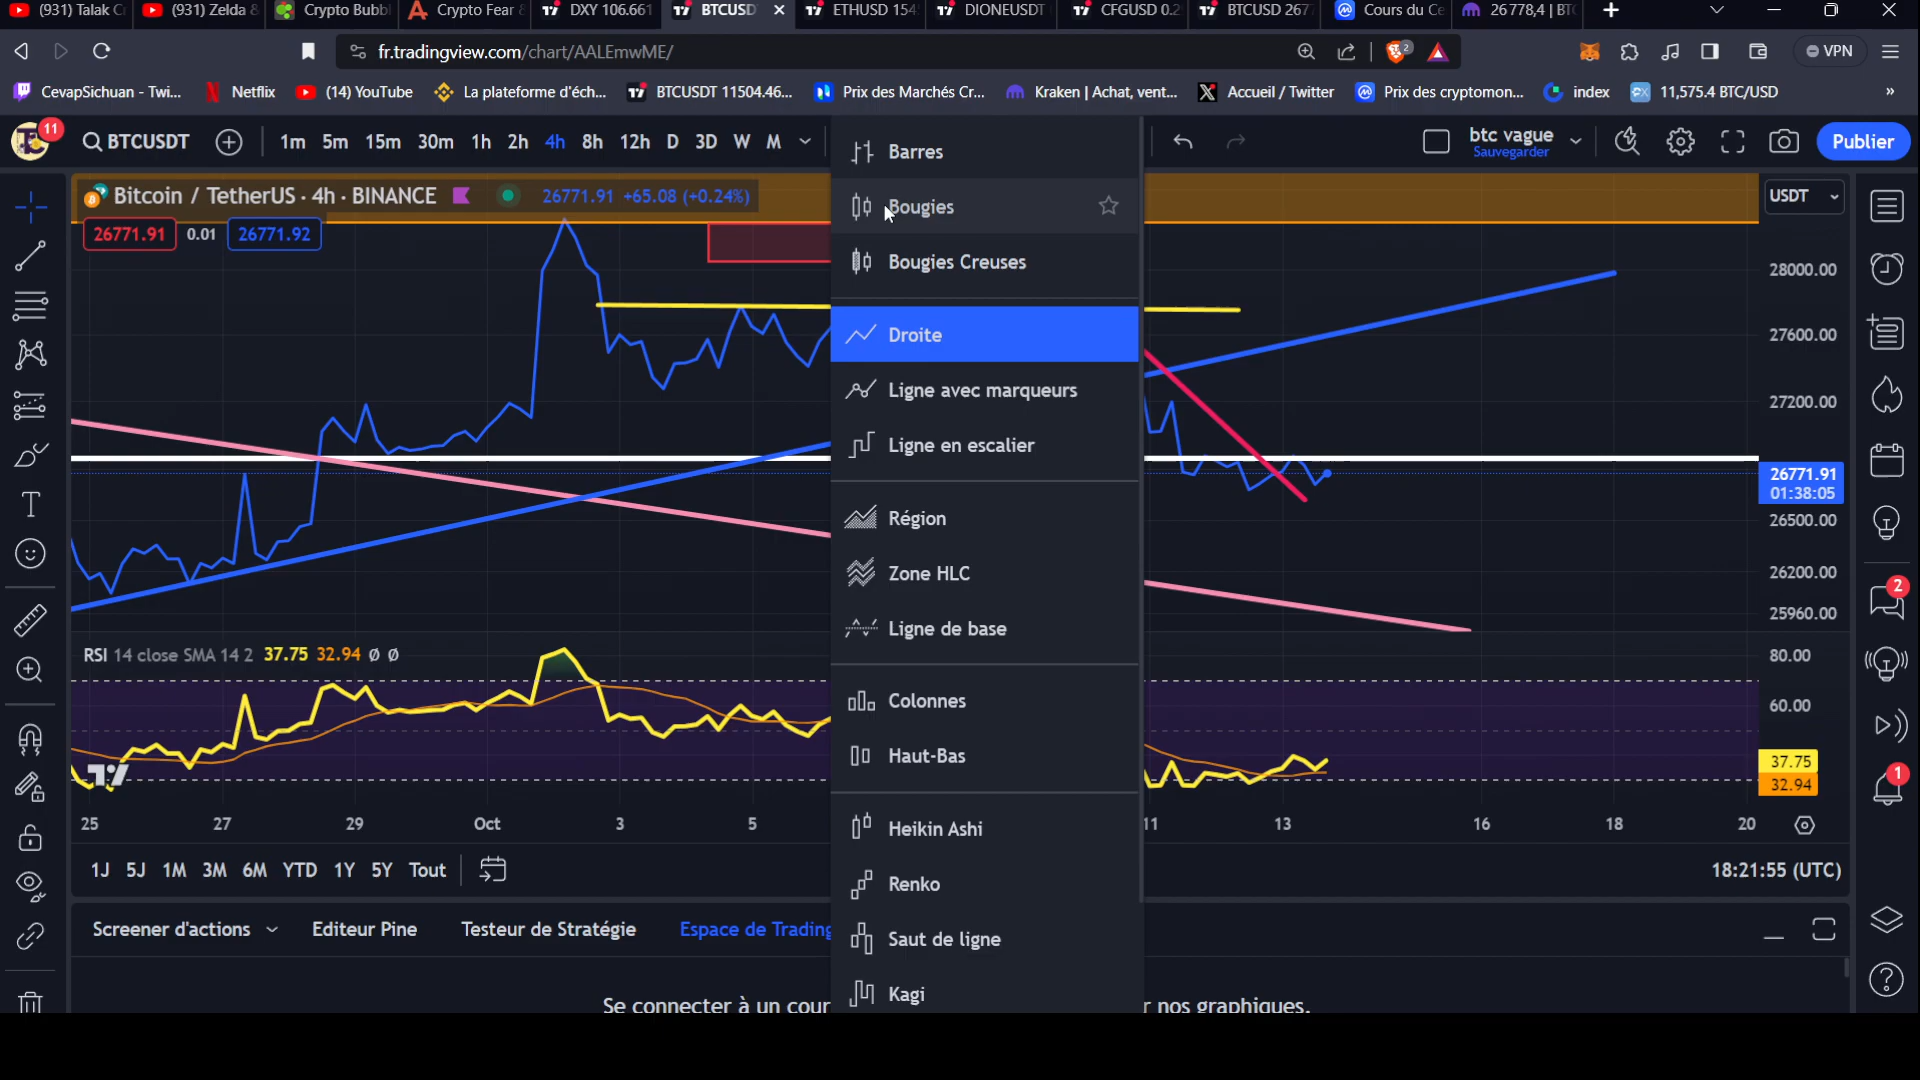 (931) Talak Cr
(931) Zelda &
Crypto Bubbl
Crypto Fear &
DXY 106.661
BTCUSD
ETHUSD 154
DIONEUSDT
CFGUSD 0.2
BTCUSD 267
Cours du Ce
26 778,4 | BTC
fr.tradingview.com/chart/AALEmwME/
2
VPN
CevapSichuan - Twi...
Netflix
(14) YouTube
La plateforme d'éch...
BTCUSDT 11504.46...
Prix des Marchés Cr...
Kraken | Achat, vent...
Accueil / Twitter
Prix des cryptomon...
index
11,575.4 BTC/USD
»
11
BTCUSDT
1m 5m 15m 30m 1h 2h 4h 8h 12h D 3D W M
btc vague
Sauvegarder
Publier
Bitcoin / TetherUS · 4h · BINANCE
26771.91 +65.08 (+0.24%)
26771.91
0.01
26771.92
USDT
28000.00
27600.00
27200.00
26771.91
01:38:05
26500.00
26200.00
25960.00
Barres
Bougies
Bougies Creuses
Droite
Ligne avec marqueurs
Ligne en escalier
Région
Zone HLC
Ligne de base
Colonnes
Haut-Bas
Heikin Ashi
Renko
Saut de ligne
Kagi
RSI 14 close SMA 14 2 37.75 32.94 Ø Ø
80.00
60.00
37.75
32.94
2
1
25 27 29 Oct 3 5 11 13 16 18 20
1J 5J 1M 3M 6M YTD 1Y 5Y Tout
18:21:55 (UTC)
Screener d'actions
Editeur Pine
Testeur de Stratégie
Espace de Trading
Se connecter à un cour
r nos graphiques.